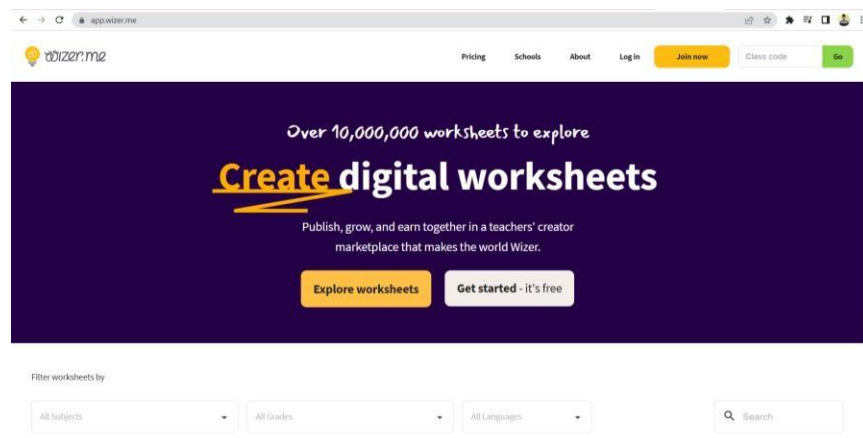 app.wizer.me
wizer.me
Pricing Schools About Log in Join now Class code Go
Over 10,000,000 worksheets to explore
Create digital worksheets
Publish, grow, and earn together in a teachers' creator
marketplace that makes the world Wizer.
Explore worksheets Get started - it's free
Filter worksheets by
All Subjects All Grades All Languages Search